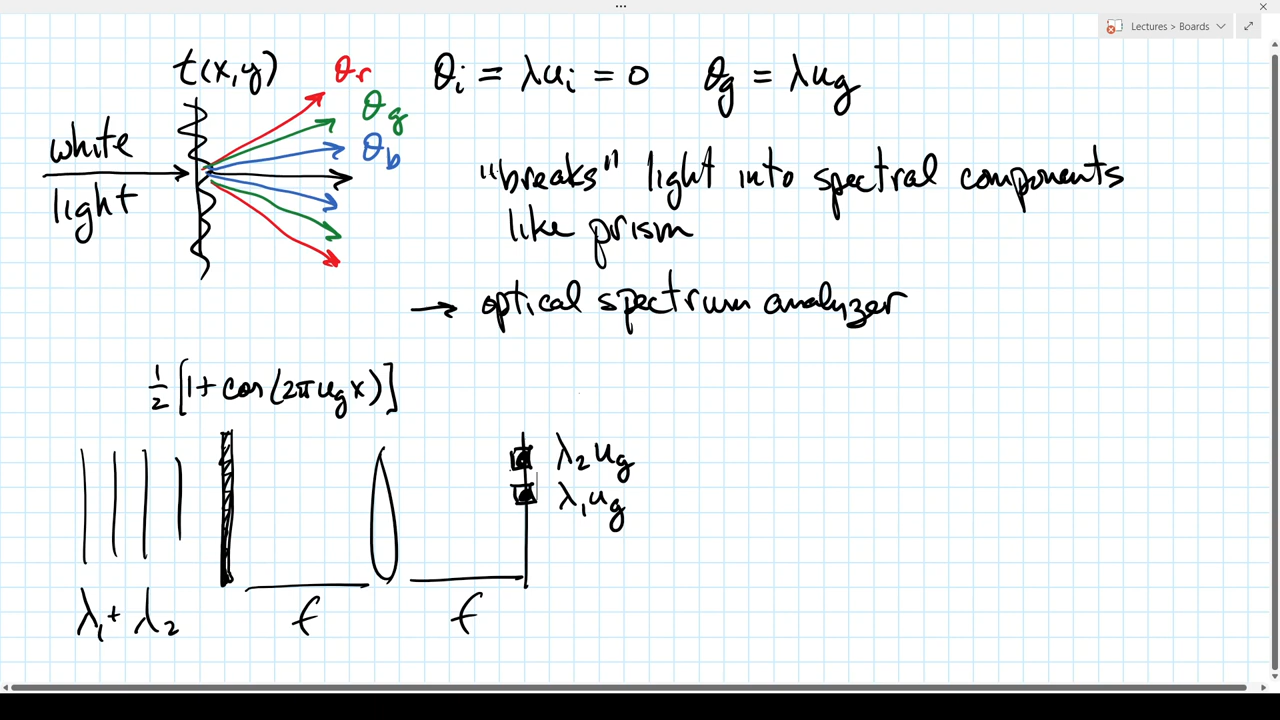 Lectures > Boards
t(x,y)
θr
θg
θb
θi = λui = 0 θg = λug
white
light
"breaks" light into spectral components
like prism
→ optical spectrum analyzer
1/2 [1+ cos(2πugx)]
λ2ug
λ1ug
λ1 + λ2
f
f